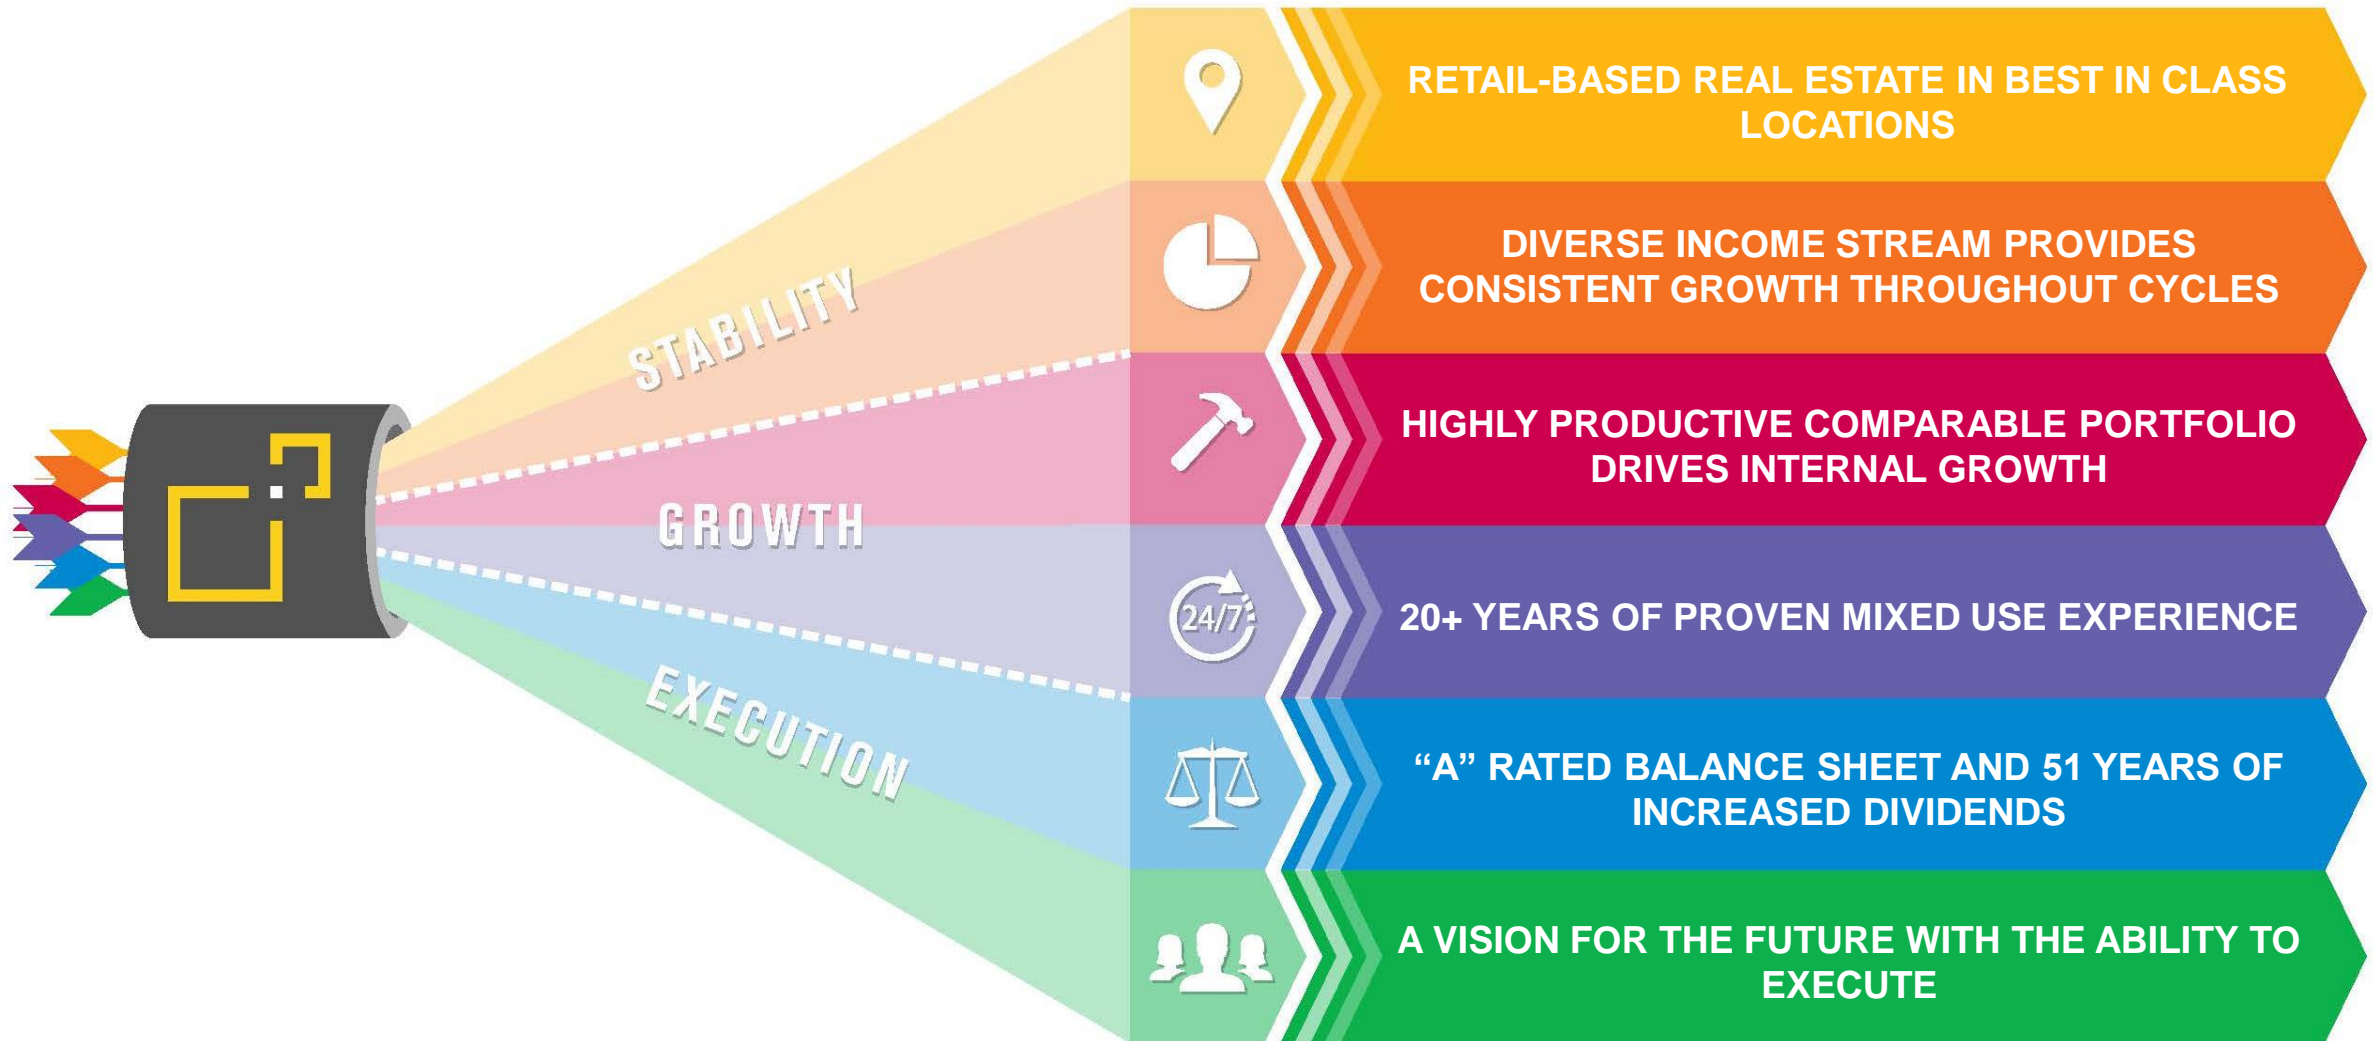 RETAIL-BASED REAL ESTATE IN BEST IN CLASS
LOCATIONS
DIVERSE INCOME STREAM PROVIDES
CONSISTENT GROWTH THROUGHOUT CYCLES
STABILITY
HIGHLY PRODUCTIVE COMPARABLE PORTFOLIO
DRIVES INTERNAL GROWTH
GROWTH
24/7
20+ YEARS OF PROVEN MIXED USE EXPERIENCE
EXECUTION
“A” RATED BALANCE SHEET AND 51 YEARS OF
INCREASED DIVIDENDS
A VISION FOR THE FUTURE WITH THE ABILITY TO
EXECUTE